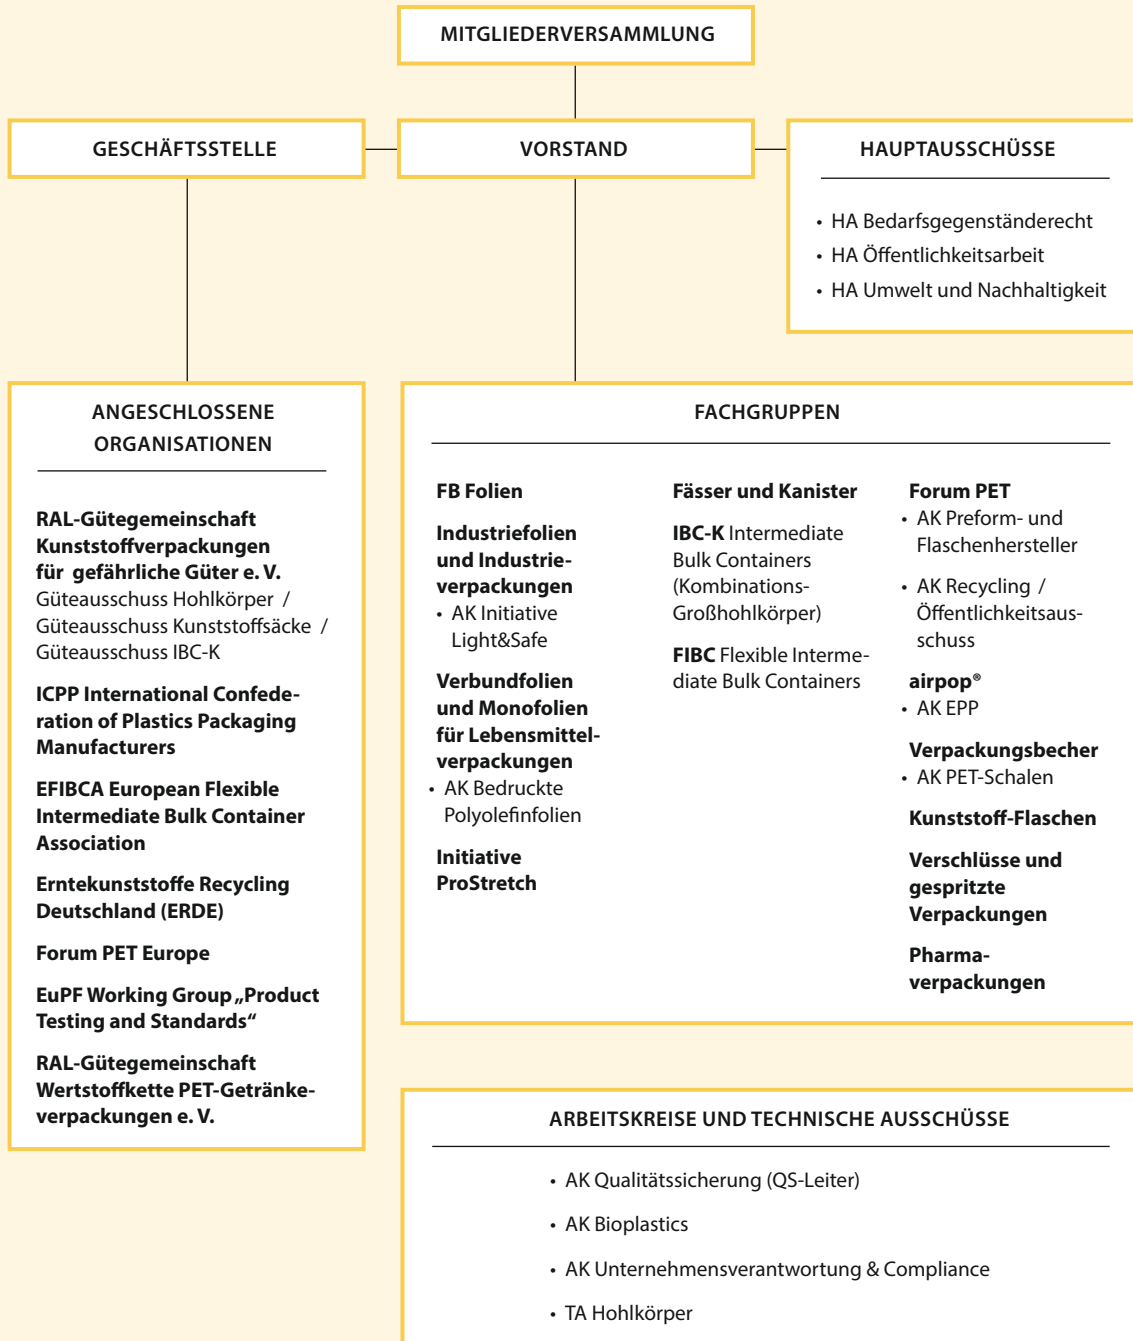 MITGLIEDERVERSAMMLUNG
GESCHÄFTSSTELLE
VORSTAND
HAUPTAUSSCHÜSSE
• HA Bedarfsgegenständerecht
• HA Öffentlichkeitsarbeit
• HA Umwelt und Nachhaltigkeit
ANGESCHLOSSENE
ORGANISATIONEN
RAL-Gütegemeinschaft
Kunststoffverpackungen
für gefährliche Güter e. V.
Güteausschuss Hohlkörper /
Güteausschuss Kunststoffsäcke /
Güteausschuss IBC-K
ICPP International Confede-
ration of Plastics Packaging
Manufacturers
EFIBCA European Flexible
Intermediate Bulk Container
Association
Erntekunststoffe Recycling
Deutschland (ERDE)
Forum PET Europe
EuPF Working Group „Product
Testing and Standards“
RAL-Gütegemeinschaft
Wertstoffkette PET-Getränke-
verpackungen e. V.
FACHGRUPPEN
FB Folien
Industriefolien
und Industrie-
verpackungen
• AK Initiative
Light&Safe
Verbundfolien
und Monofolien
für Lebensmittel-
verpackungen
• AK Bedruckte
Polyolefinfolien
Initiative
ProStretch
Fässer und Kanister
IBC-K Intermediate
Bulk Containers
(Kombinations-
Großhohlkörper)
FIBC Flexible Interme-
diate Bulk Containers
Forum PET
• AK Preform- und
Flaschenhersteller
• AK Recycling /
Öffentlichkeitsaus-
schuss
airpop®
• AK EPP
Verpackungsbecher
• AK PET-Schalen
Kunststoff-Flaschen
Verschlüsse und
gespritzte
Verpackungen
Pharma-
verpackungen
ARBEITSKREISE UND TECHNISCHE AUSSCHÜSSE
• AK Qualitätssicherung (QS-Leiter)
• AK Bioplastics
• AK Unternehmensverantwortung & Compliance
• TA Hohlkörper